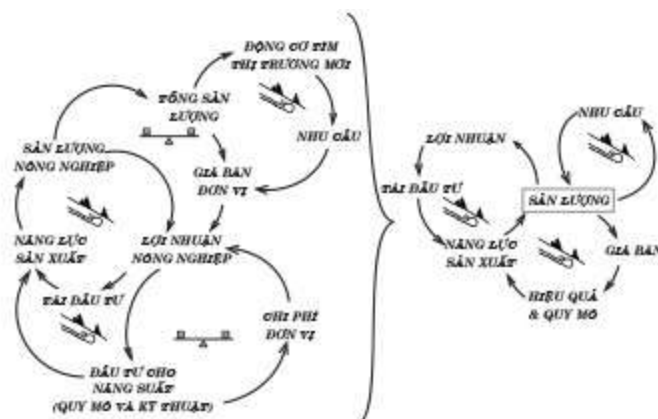 ĐỘNG CƠ TÌM
THỊ TRƯỜNG MỚI
TỔNG SẢN
LƯỢNG
NHU CẦU
SẢN LƯỢNG
NÔNG NGHIỆP
GIÁ BÁN
ĐƠN VỊ
NĂNG LỰC
SẢN XUẤT
LỢI NHUẬN
NÔNG NGHIỆP
TÁI ĐẦU TƯ
CHI PHÍ
ĐƠN VỊ
ĐẦU TƯ CHO
NĂNG SUẤT
(QUY MÔ VÀ KỸ THUẬT)
NHU CẦU
LỢI NHUẬN
TÁI ĐẦU TƯ
SẢN LƯỢNG
NĂNG LỰC
SẢN XUẤT
GIÁ BÁN
HIỆU QUẢ
& QUY MÔ